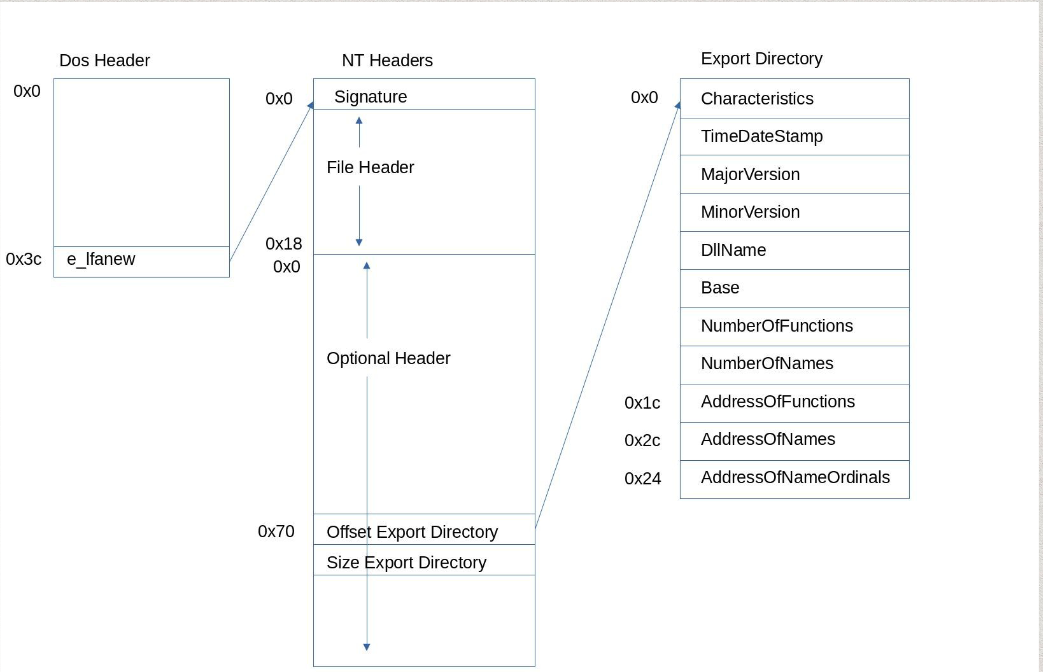 Dos Header
0x0
0x3c
e_lfanew
NT Headers
0x0
Signature
File Header
0x18
0x0
Optional Header
0x70
Offset Export Directory
Size Export Directory
Export Directory
0x0
Characteristics
TimeDateStamp
MajorVersion
MinorVersion
DllName
Base
NumberOfFunctions
NumberOfNames
0x1c
AddressOfFunctions
0x2c
AddressOfNames
0x24
AddressOfNameOrdinals